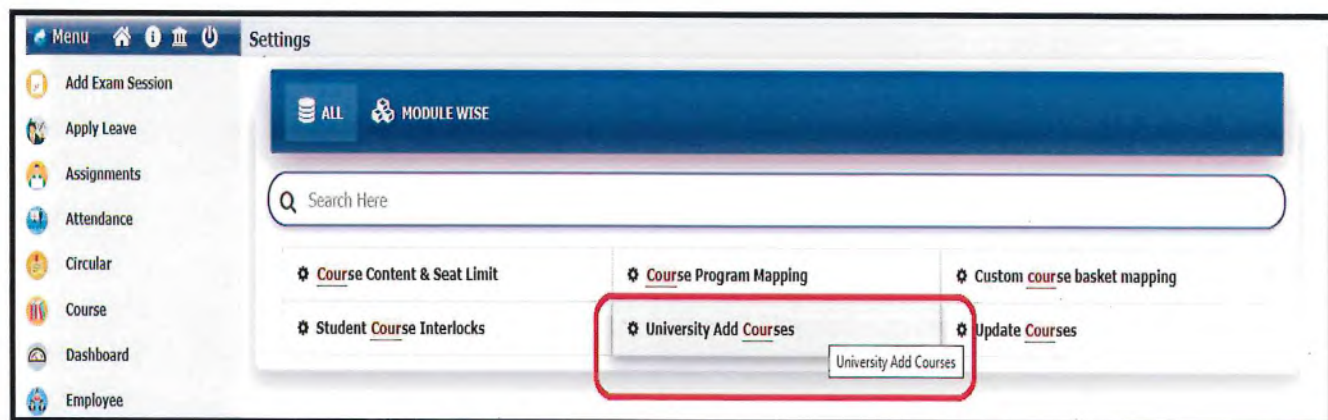 Menu
Settings
Add Exam Session
Apply Leave
Assignments
Attendance
Circular
Course
Dashboard
Employee
ALL MODULE WISE
Search Here
Course Content & Seat Limit Course Program Mapping Custom course basket mapping
Student Course Interlocks University Add Courses Update Courses
University Add Courses